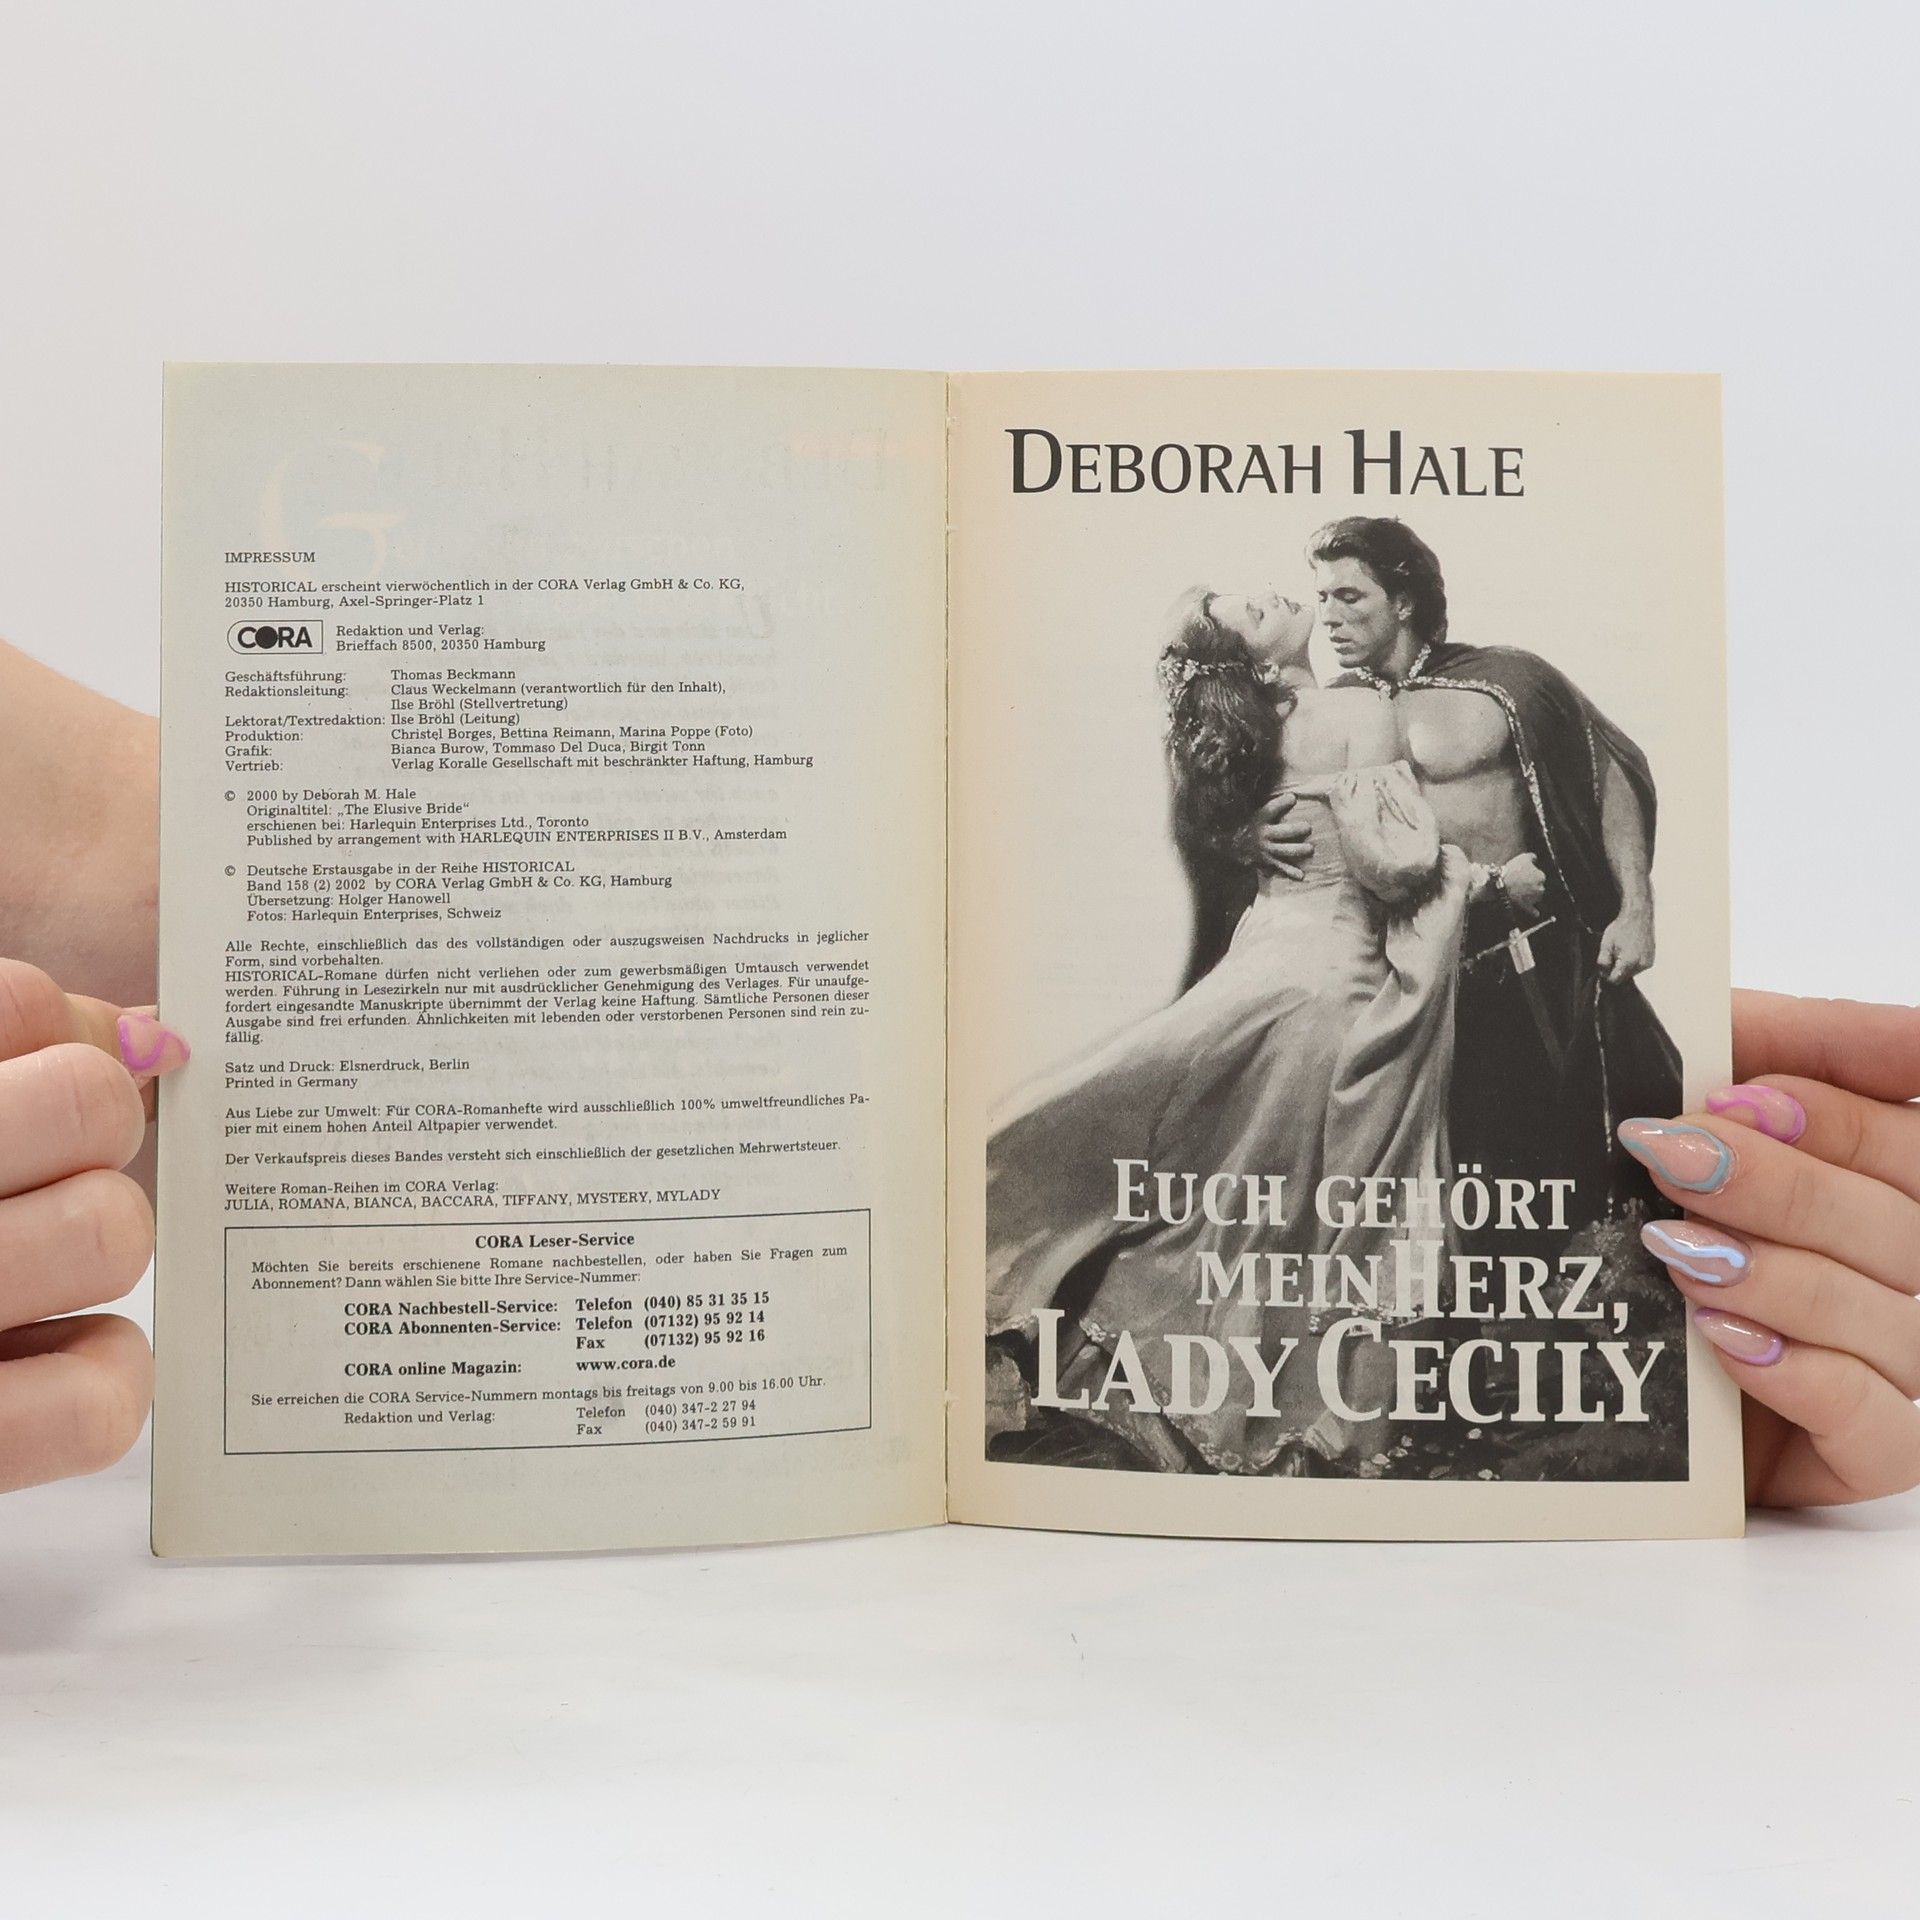 IMPRESSUM
HISTORICAL erscheint vierwöchentlich in der CORA Verlag GmbH & Co. KG,
20350 Hamburg, Axel-Springer-Platz 1
CORA
Redaktion und Verlag:
Brieffach 8500, 20350 Hamburg
Geschäftsführung: Thomas Beckmann
Redaktionsleitung: Claus Weckelmann (verantwortlich für den Inhalt),
Ilse Bröhl (Stellvertretung)
Lektorat/Textredaktion: Ilse Bröhl (Leitung)
Produktion: Christel Borges, Bettina Reimann, Marina Poppe (Foto)
Grafik: Bianca Burow, Tommaso Del Duca, Birgit Tonn
Vertrieb: Verlag Koralle Gesellschaft mit beschränkter Haftung, Hamburg
© 2000 by Deborah M. Hale
Originaltitel: „The Elusive Bride“
erschienen bei: Harlequin Enterprises Ltd., Toronto
Published by arrangement with HARLEQUIN ENTERPRISES II B.V., Amsterdam
© Deutsche Erstausgabe in der Reihe HISTORICAL
Band 158 (2) 2002 by CORA Verlag GmbH & Co. KG, Hamburg
Übersetzung: Holger Hanowell
Fotos: Harlequin Enterprises, Schweiz
Alle Rechte, einschließlich das des vollständigen oder auszugsweisen Nachdrucks in jeglicher
Form, sind vorbehalten.
HISTORICAL-Romane dürfen nicht verliehen oder zum gewerbsmäßigen Umtausch verwendet
werden. Führung in Lesezirkeln nur mit ausdrücklicher Genehmigung des Verlages. Für unaufge-
fordert eingesandte Manuskripte übernimmt der Verlag keine Haftung. Sämtliche Personen dieser
Ausgabe sind frei erfunden. Ähnlichkeiten mit lebenden oder verstorbenen Personen sind rein zu-
fällig.
Satz und Druck: Elsnerdruck, Berlin
Printed in Germany
Aus Liebe zur Umwelt: Für CORA-Romanhefte wird ausschließlich 100% umweltfreundliches Pa-
pier mit einem hohen Anteil Altpapier verwendet.
Der Verkaufspreis dieses Bandes versteht sich einschließlich der gesetzlichen Mehrwertsteuer.
Weitere Roman-Reihen im CORA Verlag:
JULIA, ROMANA, BIANCA, BACCARA, TIFFANY, MYSTERY, MYLADY
CORA Leser-Service
Möchten Sie bereits erschienene Romane nachbestellen, oder haben Sie Fragen zum
Abonnement? Dann wählen Sie bitte Ihre Service-Nummer:
CORA Nachbestell-Service: Telefon (040) 85 31 35 15
CORA Abonnenten-Service: Telefon (07132) 95 92 14
Fax (07132) 95 92 16
CORA online Magazin: www.cora.de
Sie erreichen die CORA Service-Nummern montags bis freitags von 9.00 bis 16.00 Uhr.
Redaktion und Verlag: Telefon (040) 347-2 27 94
Fax (040) 347-2 59 91
DEBORAH HALE
EUCH GEHÖRT
MEIN HERZ,
LADY CECILY